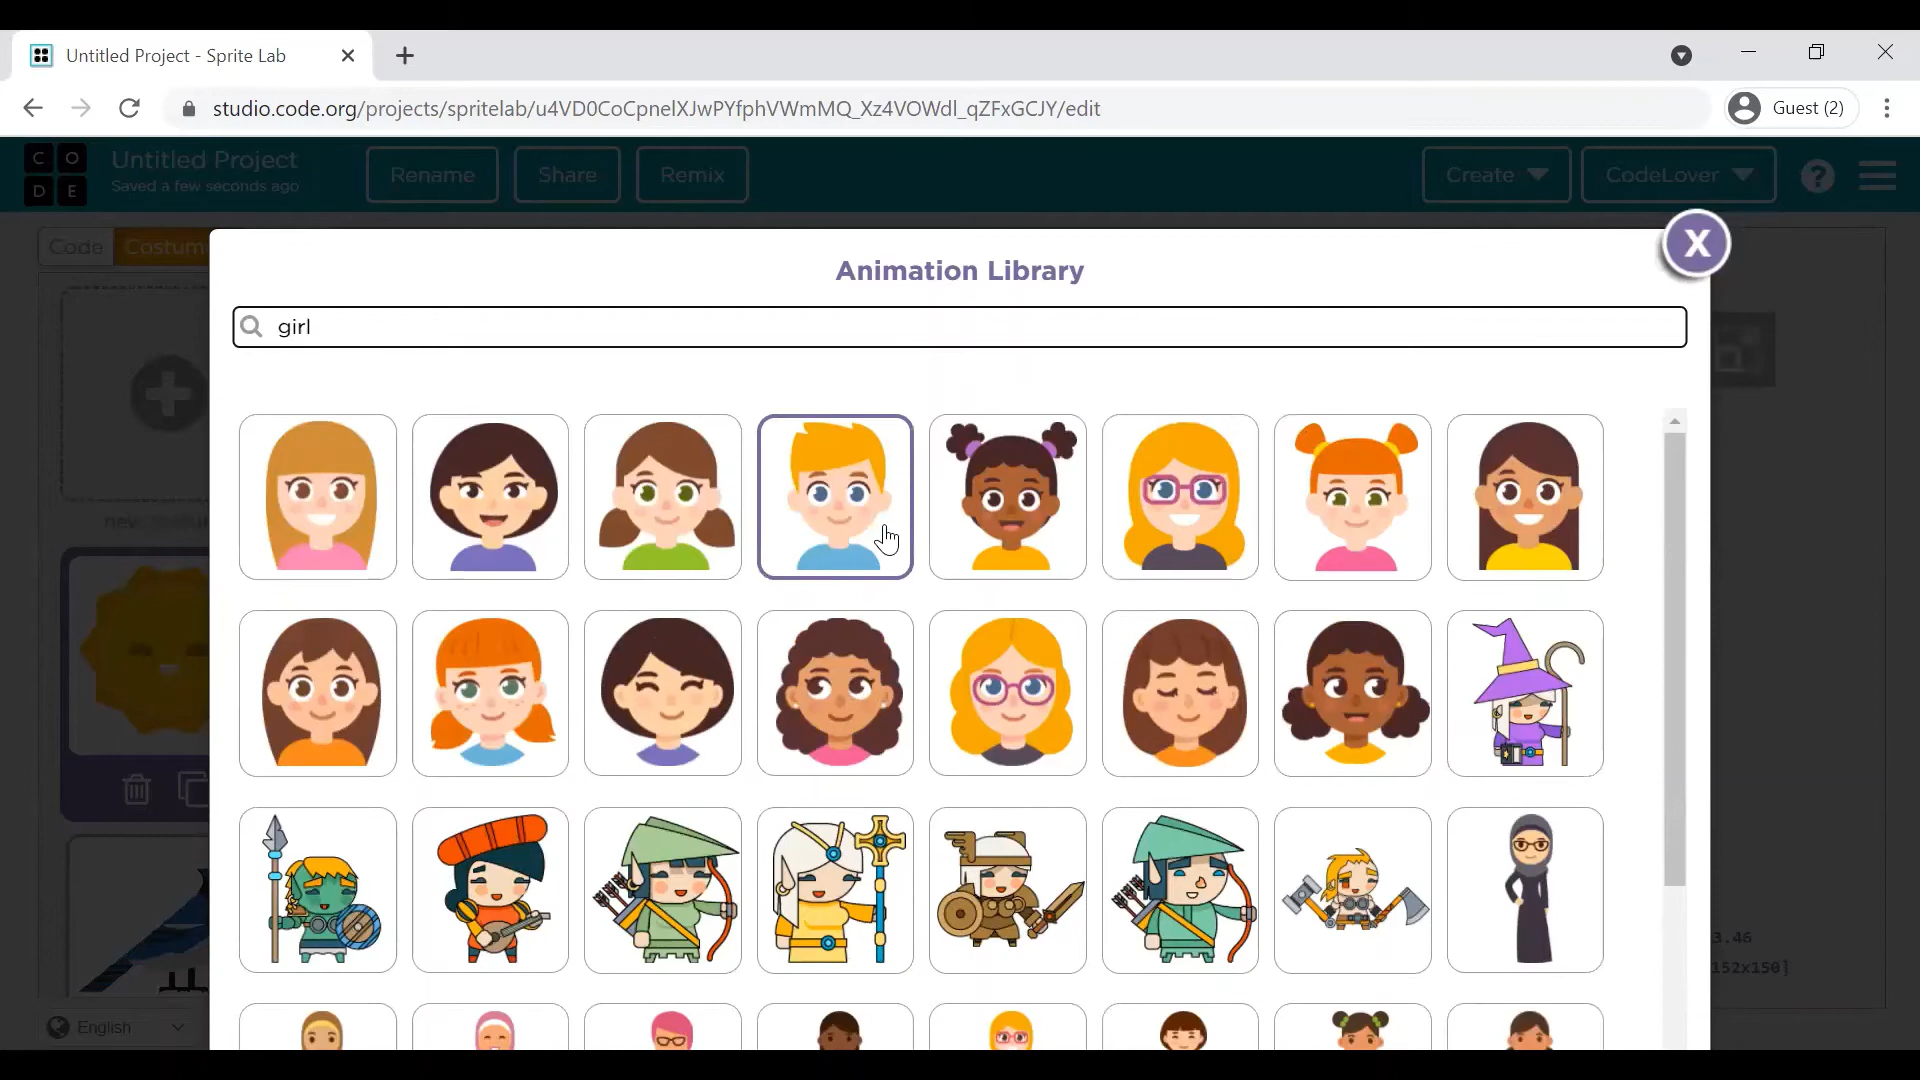 Untitled Project - Sprite Lab
studio.code.org/projects/spritelab/u4VD0CoCpnelXJwPYfphVWmMQ_Xz4VOWdl_qZFxGCJY/edit
Guest (2)
C O
D E
Untitled Project
Saved a few seconds ago
Rename
Share
Remix
Create
CodeLover
?
Code
Costum
X
Animation Library
girl
3.46
152x150]
English